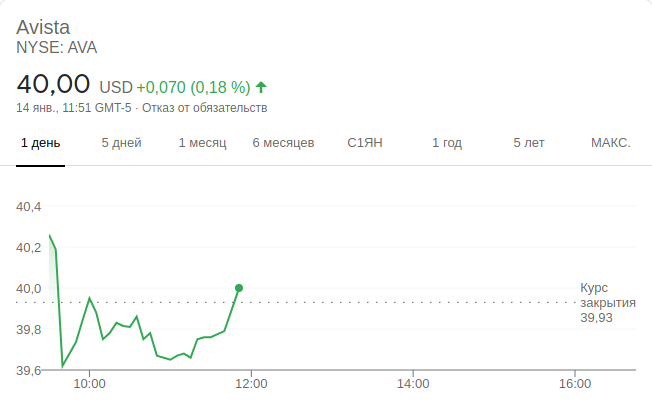 Avista
NYSE: AVA
40,00 USD +0,070 (0,18 %)
14 янв., 11:51 GMT-5 · Отказ от обязательств
1 день 5 дней 1 месяц 6 месяцев С1ЯН 1 год 5 лет МАКС.
40,4
40,2
40,0
39,8
39,6
Курс
закрытия
39,93
10:00 12:00 14:00 16:00